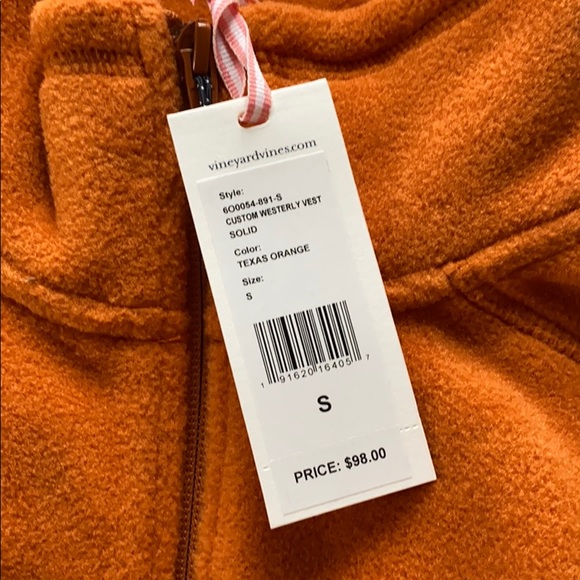 vineyardvines.com
Style:
6O0054-891-S
CUSTOM WESTERLY VEST
SOLID
Color:
TEXAS ORANGE
Size:
S
1 91620 16405 7
S
PRICE: $98.00